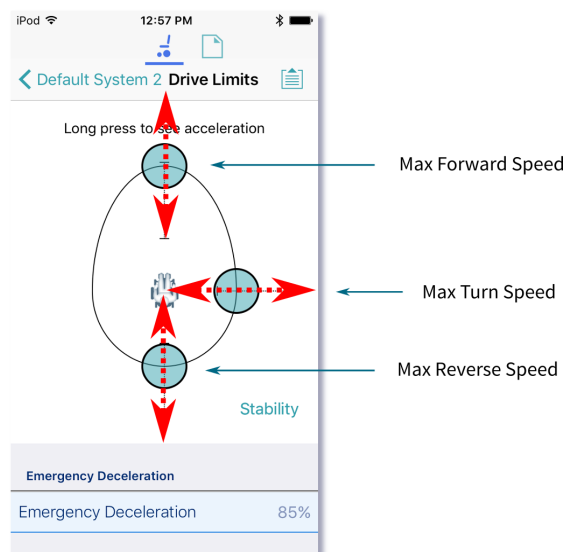 iPod 12:57 PM
Default System 2 Drive Limits
Long press to see acceleration
Max Forward Speed
Max Turn Speed
Max Reverse Speed
Stability
Emergency Deceleration
Emergency Deceleration 85%